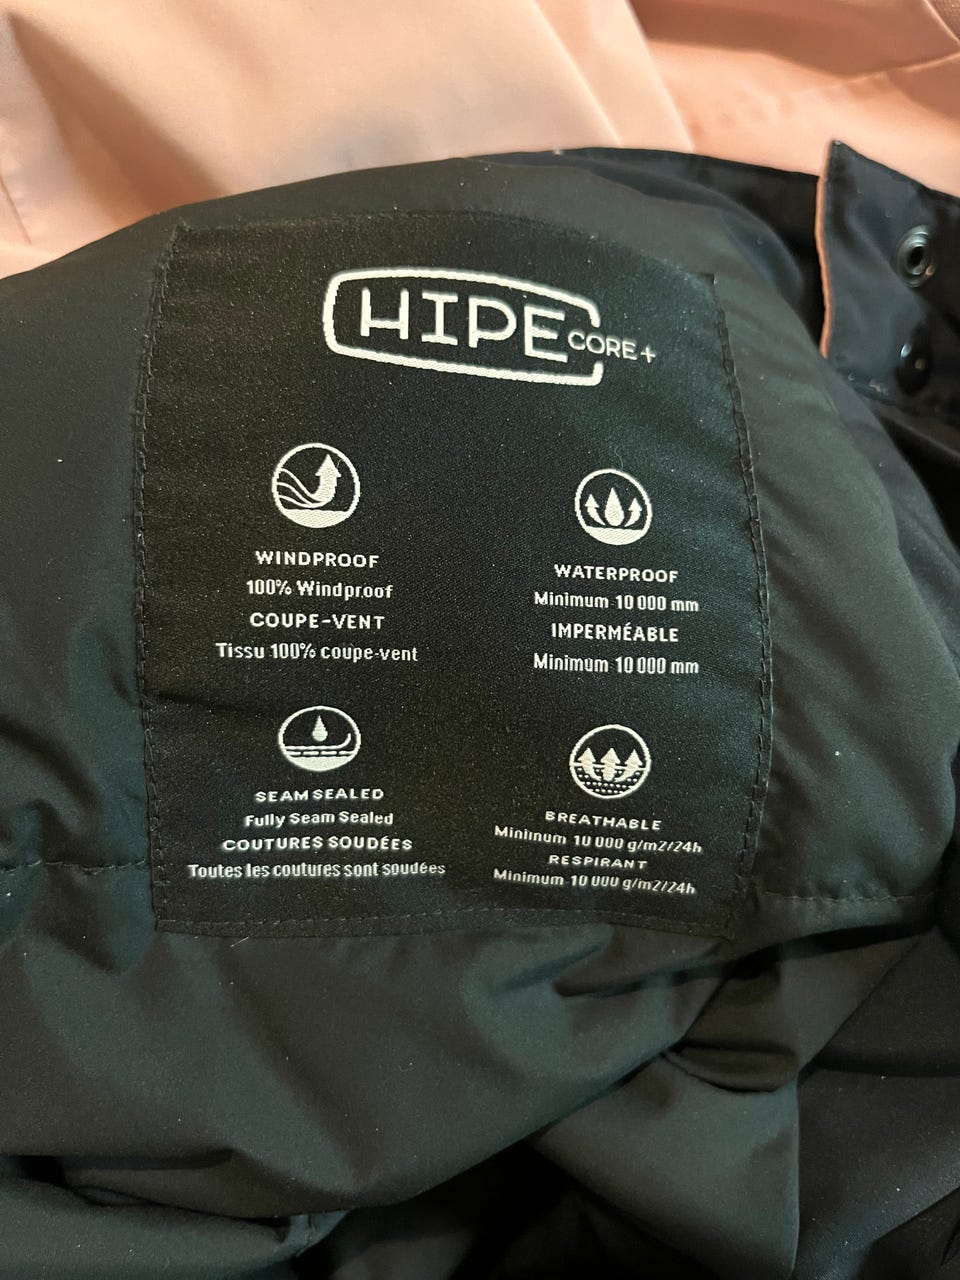 HIPE CORE+
WINDPROOF
100% Windproof
COUPE-VENT
Tissu 100% coupe-vent
WATERPROOF
Minimum 10 000 mm
IMPERMÉABLE
Minimum 10 000 mm
SEAM SEALED
Fully Seam Sealed
COUTURES SOUDÉES
Toutes les coutures sont soudées
BREATHABLE
Minimum 10 000 g/m2/24h
RESPIRANT
Minimum 10 000 g/m2/24h